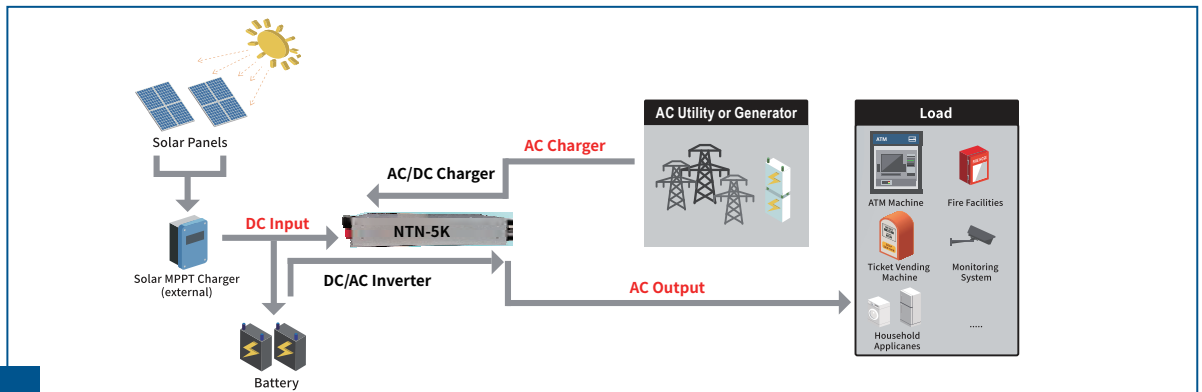 Solar Panels
Solar MPPT Charger
(external)
DC Input
Battery
AC/DC Charger
AC Charger
NTN-5K
DC/AC Inverter
AC Output
AC Utility or Generator
Load
ATM
ATM Machine
Fire Facilities
Ticket Vending
Machine
Monitoring
System
Household
Applicanes
.....